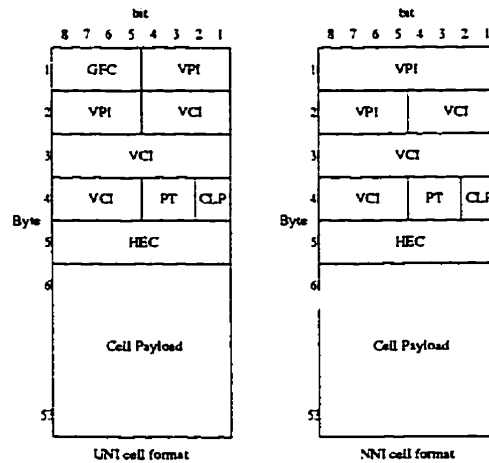 bit
8 7 6 5 4 3 2 1
1 GFC VPI
2 VPI VCI
3 VCI
4 VCI PT CLP
Byte
5 HEC
6
Cell Payload
53
UNI cell format
bit
8 7 6 5 4 3 2 1
1 VPI
2 VPI VCI
3 VCI
4 VCI PT CLP
Byte
5 HEC
6
Cell Payload
53
NNI cell format